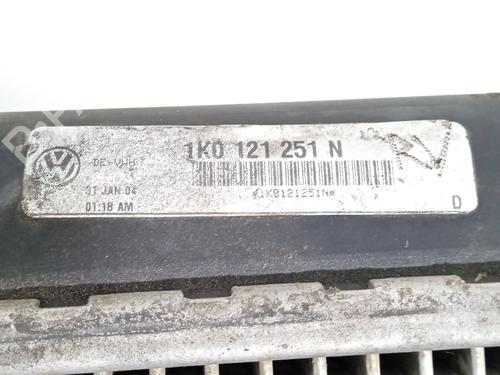 1K0 121 251 N
DE-VWH
31 JAN 04
01:18 AM
*1K0121251N*
D